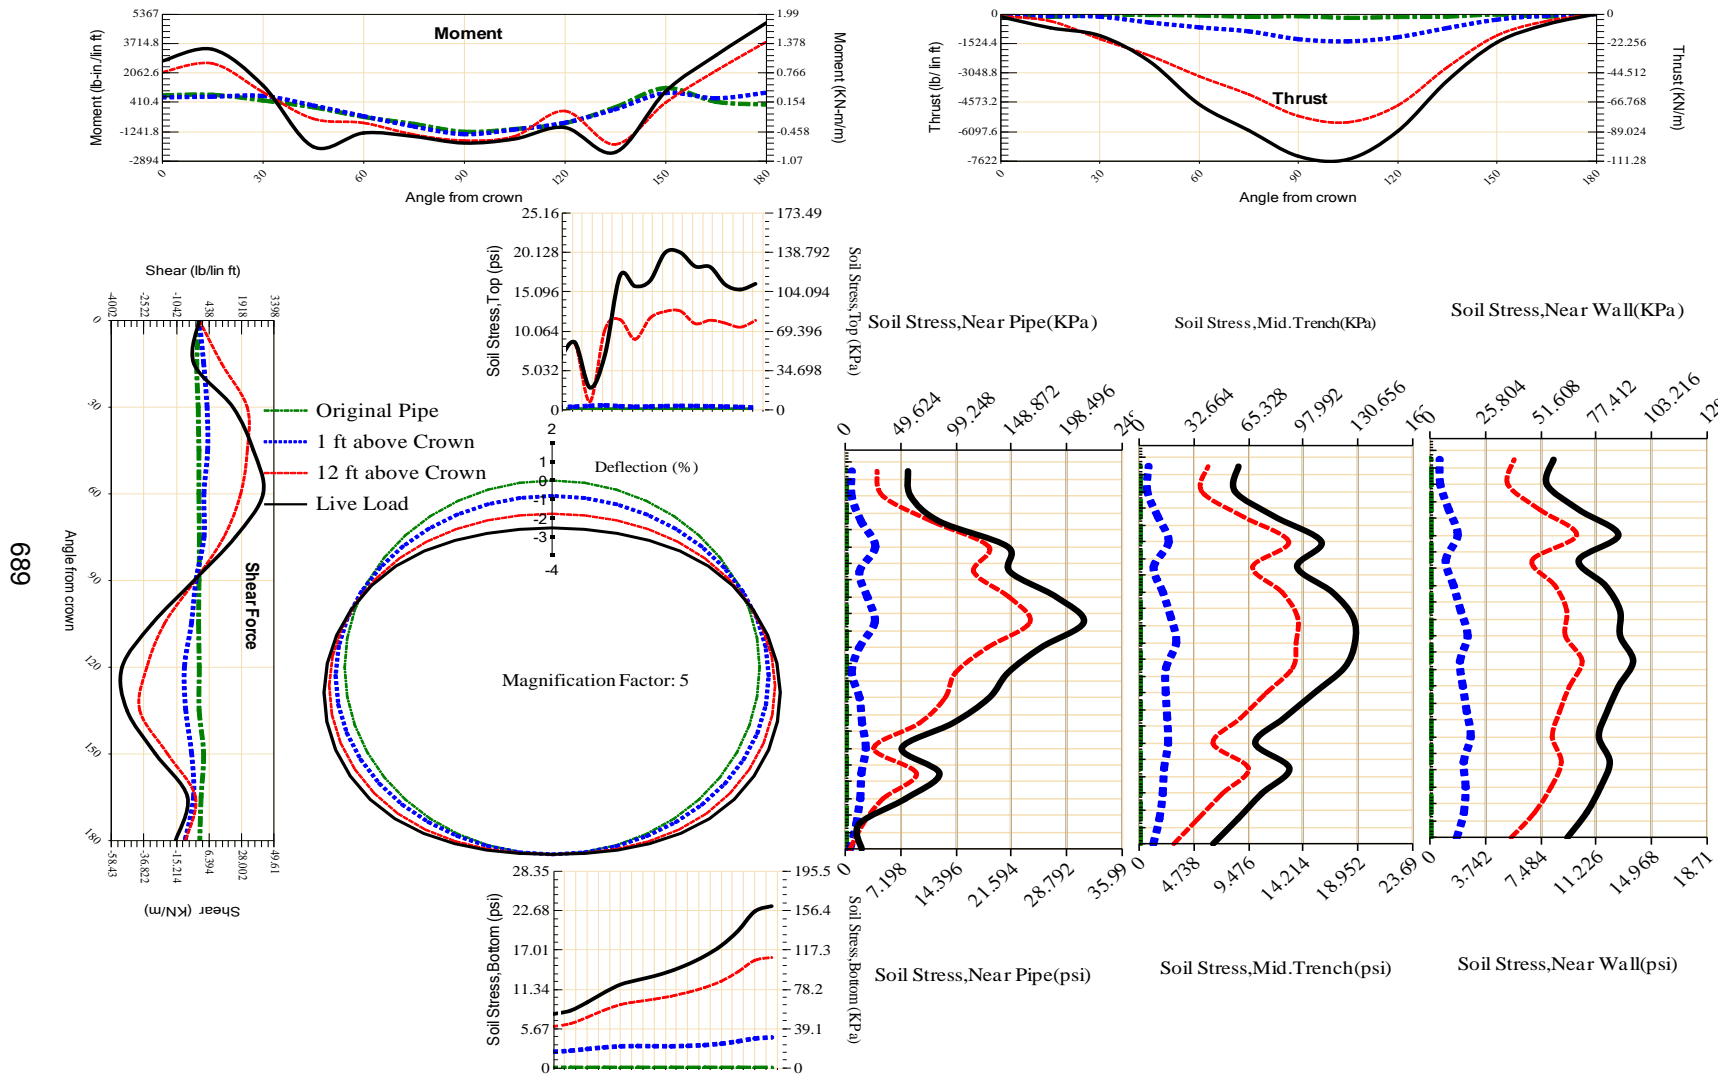 Moment
Moment (lb-in./lin ft)
5367
3714.8
2062.6
410.4
-1241.8
-2894
1.99
1.378
0.766
0.154
-0.458
-1.07
Moment (KN-m/m)
0 30 60 90 120 150 180
Angle from crown
Thrust
Thrust (lb/ lin ft)
0
-1524.4
-3048.8
-4573.2
-6097.6
-7622
0
-22.256
-44.512
-66.768
-89.024
-111.28
Thrust (KN/m)
0 30 60 90 120 150 180
Angle from crown
Soil Stress,Top (psi)
25.16
20.128
15.096
10.064
5.032
0
173.49
138.792
104.094
69.396
34.698
0
Soil Stress,Top (KPa)
Shear (lb/lin ft)
-4002 -2522 -1042 438 1918 3398
0
30
60
90
120
150
180
Angle from crown
Shear Force
-58.43 -36.822 -15.214 6.394 28.002 49.61
Shear (KN/m)
689
Original Pipe
1 ft above Crown
12 ft above Crown
Live Load
Deflection (%)
2
1
0
-1
-2
-3
-4
Magnification Factor: 5
Soil Stress,Bottom (psi)
28.35
22.68
17.01
11.34
5.67
0
195.5
156.4
117.3
78.2
39.1
0
Soil Stress,Bottom (KPa)
Soil Stress,Near Pipe(KPa)
0 49.624 99.248 148.872 198.496
0 7.198 14.396 21.594 28.792 35.99
Soil Stress,Near Pipe(psi)
Soil Stress,Mid.Trench(KPa)
0 32.664 65.328 97.992 130.656
0 4.738 9.476 14.214 18.952 23.69
Soil Stress,Mid.Trench(psi)
Soil Stress,Near Wall(KPa)
0 25.804 51.608 77.412 103.216
0 3.742 7.484 11.226 14.968 18.71
Soil Stress,Near Wall(psi)